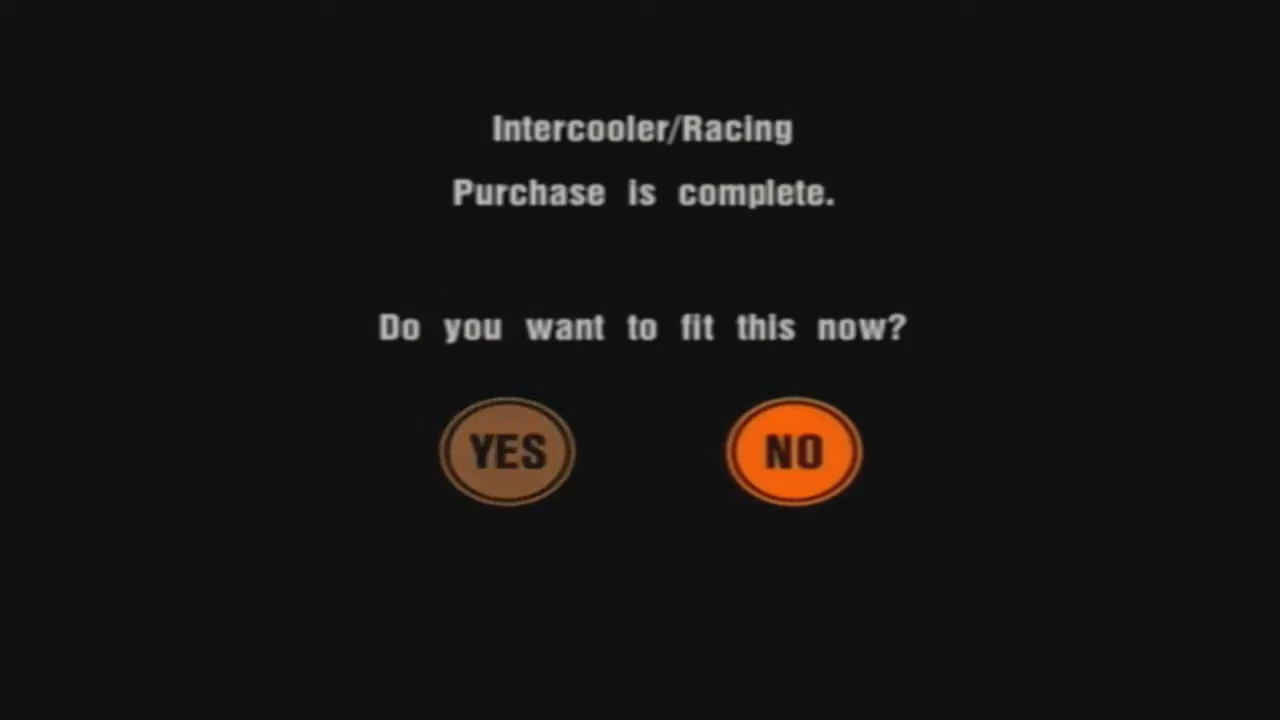 Intercooler/Racing
Purchase is complete.
Do you want to fit this now?
YES NO